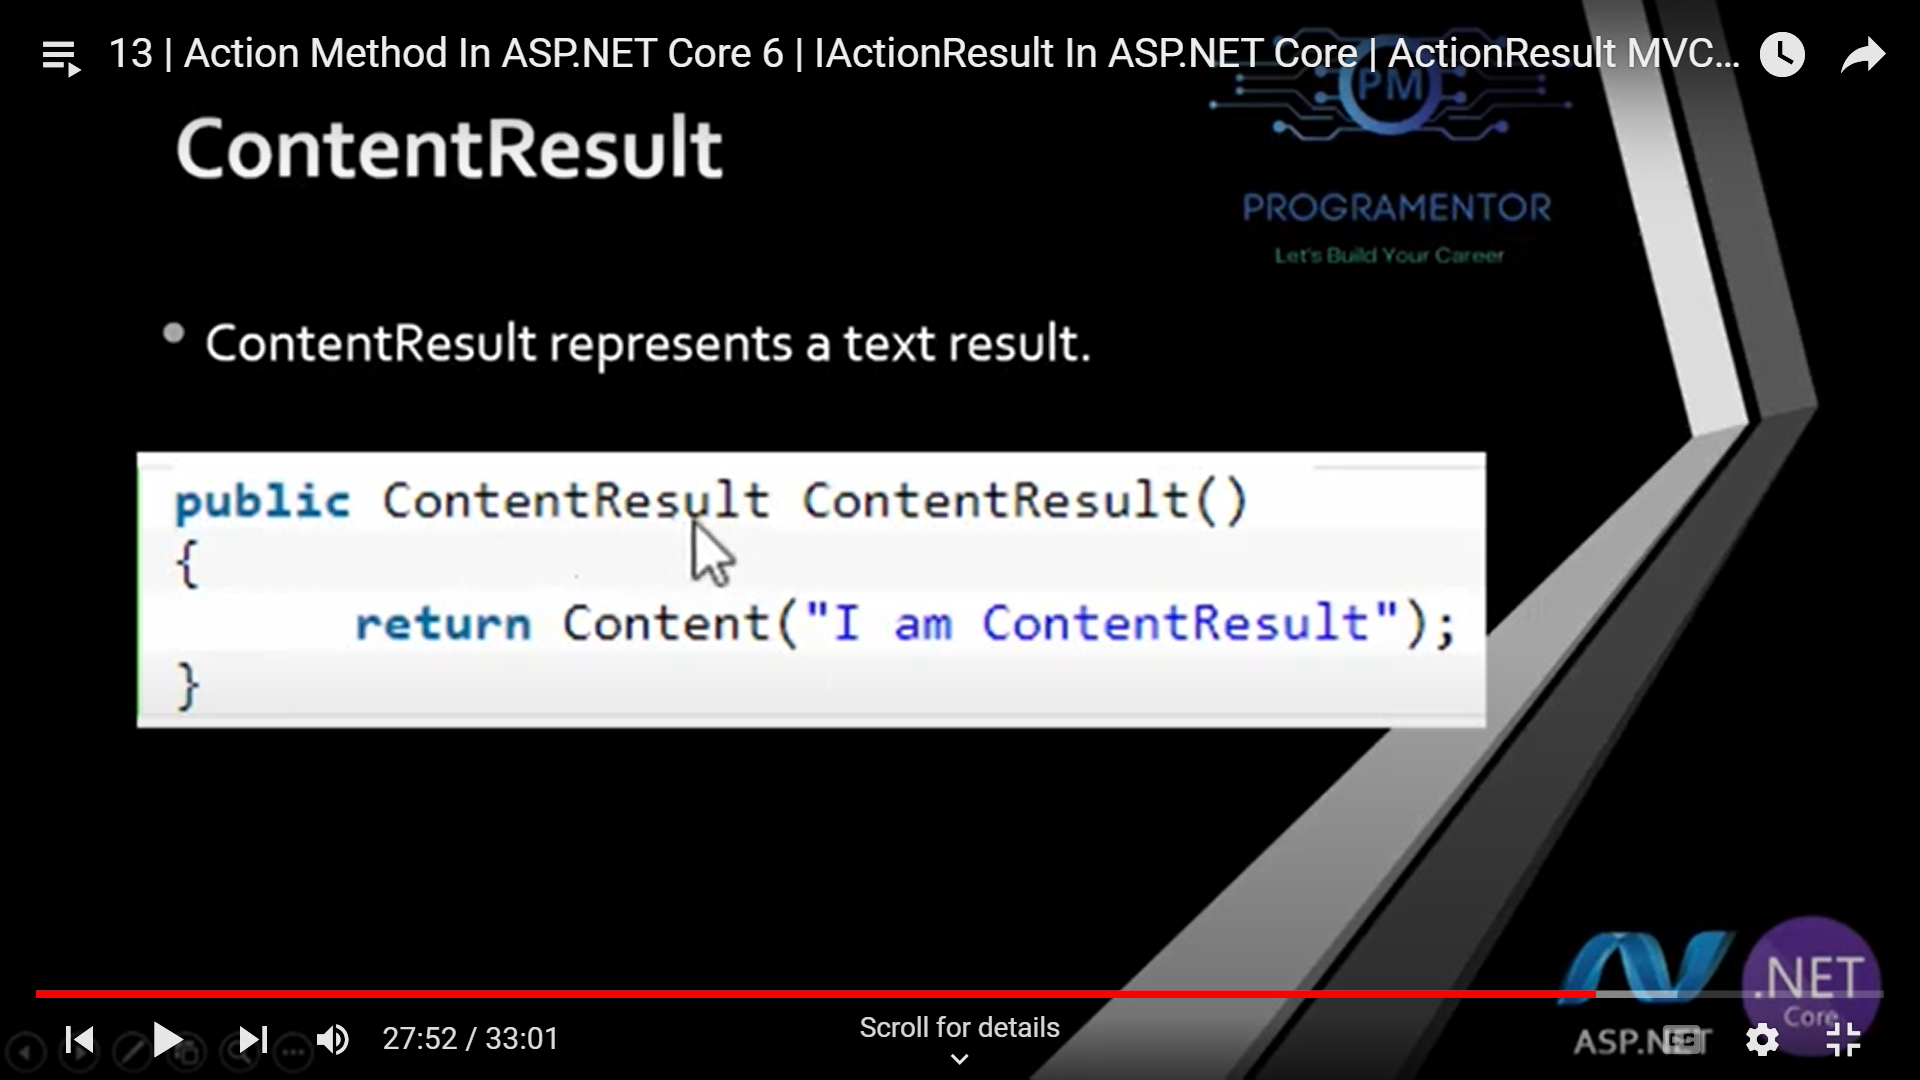 13 | Action Method In ASP.NET Core 6 | IActionResult In ASP.NET Core | ActionResult MVC...
PM
ContentResult
PROGRAMENTOR
Let's Build Your Career
ContentResult represents a text result.
public ContentResult ContentResult()
{
return Content("I am ContentResult");
}
.NET
Core
27:52 / 33:01
Scroll for details
ASP.NET